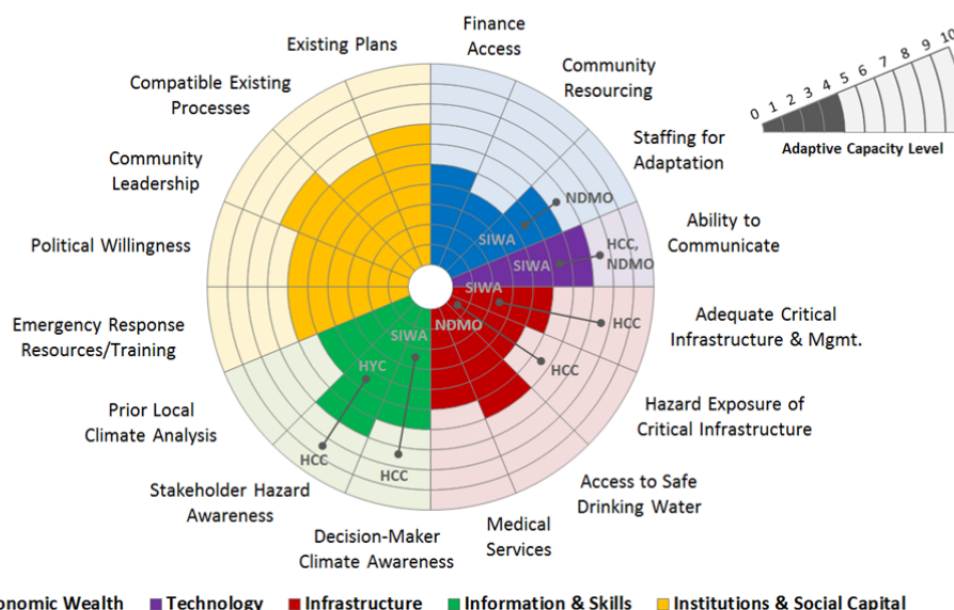 Existing Plans
Finance
Access
Compatible Existing
Processes
Community
Resourcing
Community
Leadership
Staffing for
Adaptation
0 1 2 3 4 5 6 7 8 9 10
Adaptive Capacity Level
NDMO
SIWA
Political Willingness
Ability to
Communicate
HCC,
NDMO
SIWA
SIWA
Emergency Response
Resources/Training
NDMO
HCC
Adequate Critical
Infrastructure & Mgmt.
SIWA
HYC
HCC
Prior Local
Climate Analysis
Hazard Exposure of
Critical Infrastructure
HCC
HCC
Stakeholder Hazard
Awareness
Access to Safe
Drinking Water
Decision-Maker
Climate Awareness
Medical
Services
onomic Wealth
Technology
Infrastructure
Information & Skills
Institutions & Social Capital